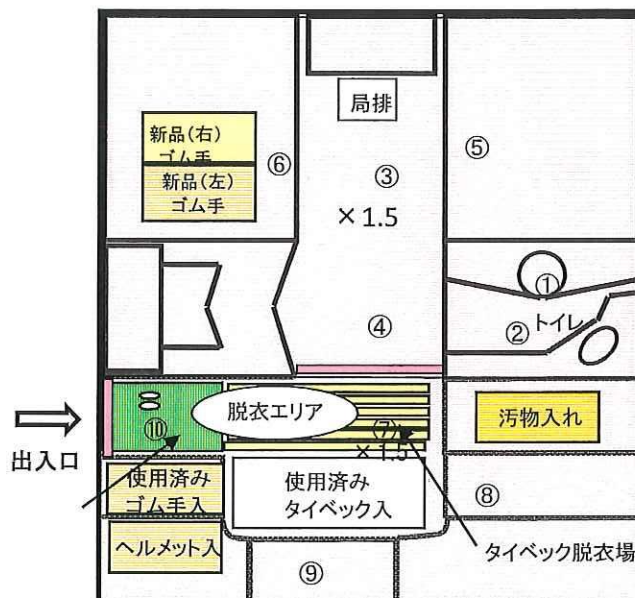 局排
新品(右)
ゴム手
新品(左)
ゴム手
⑥
③
⑤
×1.5
①
④
② トイレ
出入口
⑩
脱衣エリア
⑦
×1.5
汚物入れ
使用済み
ゴム手入
使用済み
タイベック入
⑧
ヘルメット入
⑨
タイベック脱衣場